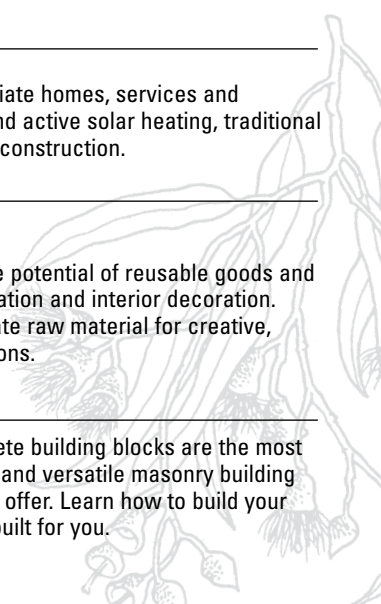 iate homes, services and
nd active solar heating, traditional
construction.
e potential of reusable goods and
ation and interior decoration.
ate raw material for creative,
ons.
ete building blocks are the most
and versatile masonry building
offer. Learn how to build your
uilt for you.